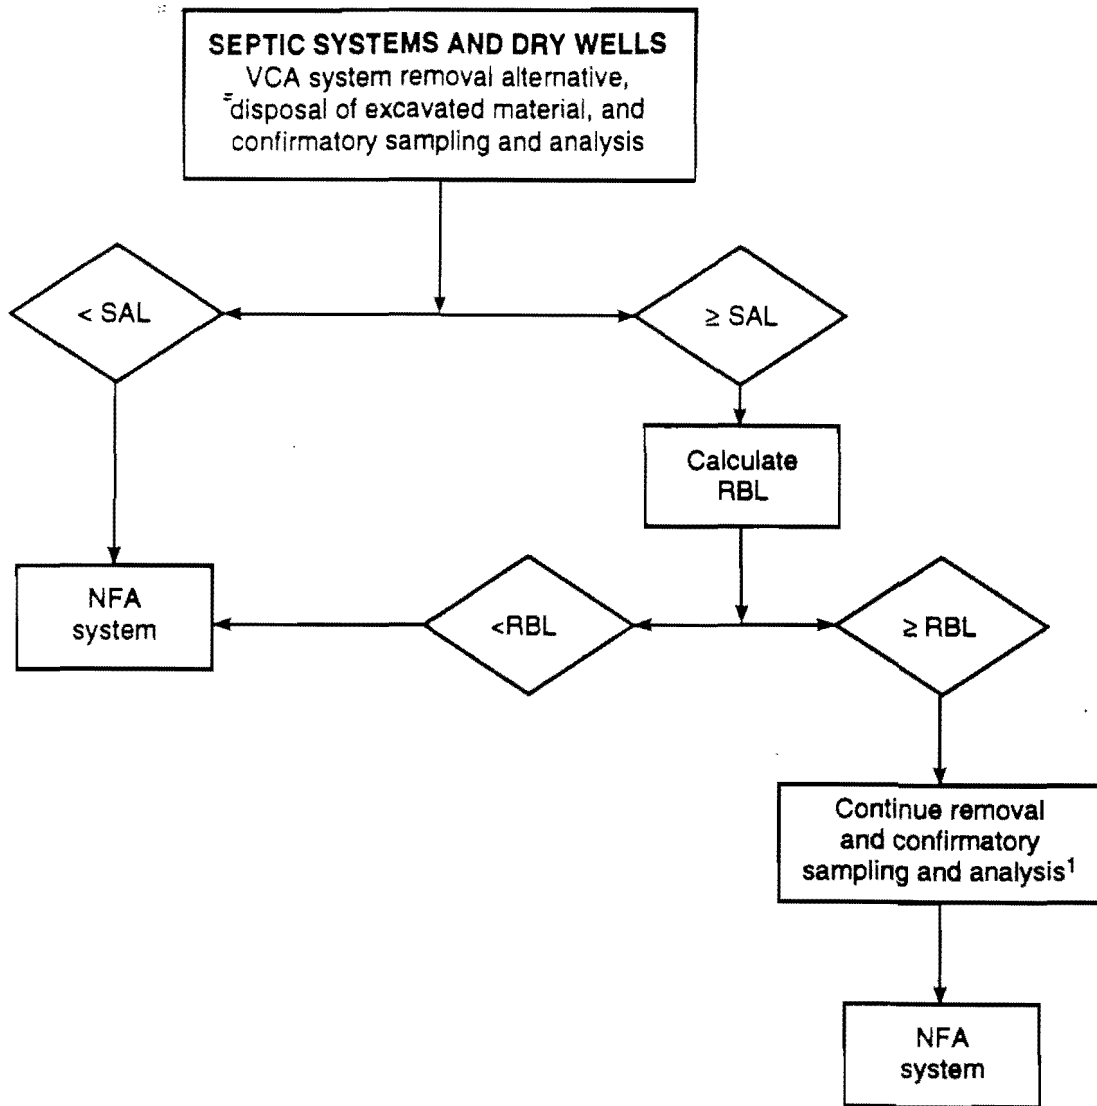 SEPTIC SYSTEMS AND DRY WELLS
VCA system removal alternative,
disposal of excavated material, and
confirmatory sampling and analysis
< SAL
≥ SAL
Calculate
RBL
NFA
system
<RBL
≥ RBL
Continue removal
and confirmatory
sampling and analysis¹
NFA
system